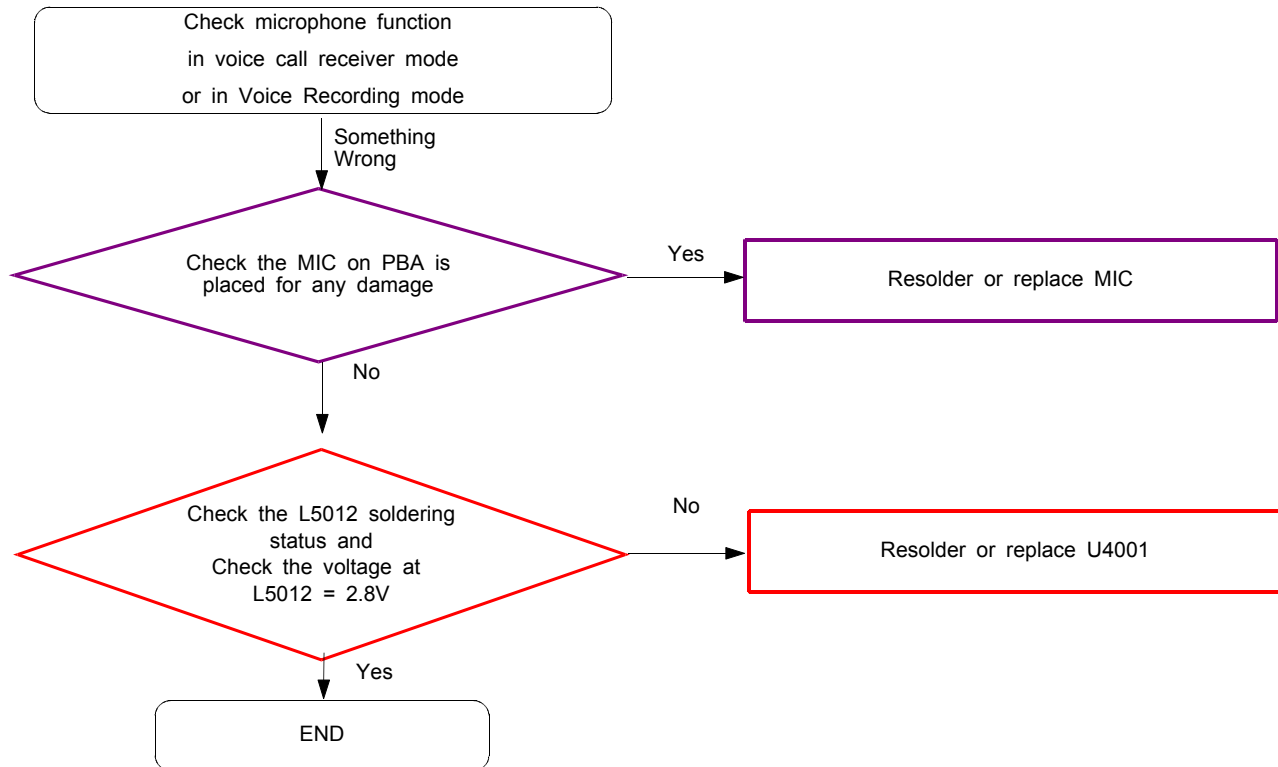 Check microphone function
in voice call receiver mode
or in Voice Recording mode
Something
Wrong
Check the MIC on PBA is
placed for any damage
Yes
Resolder or replace MIC
No
Check the L5012 soldering
status and
Check the voltage at
L5012 = 2.8V
No
Resolder or replace U4001
Yes
END